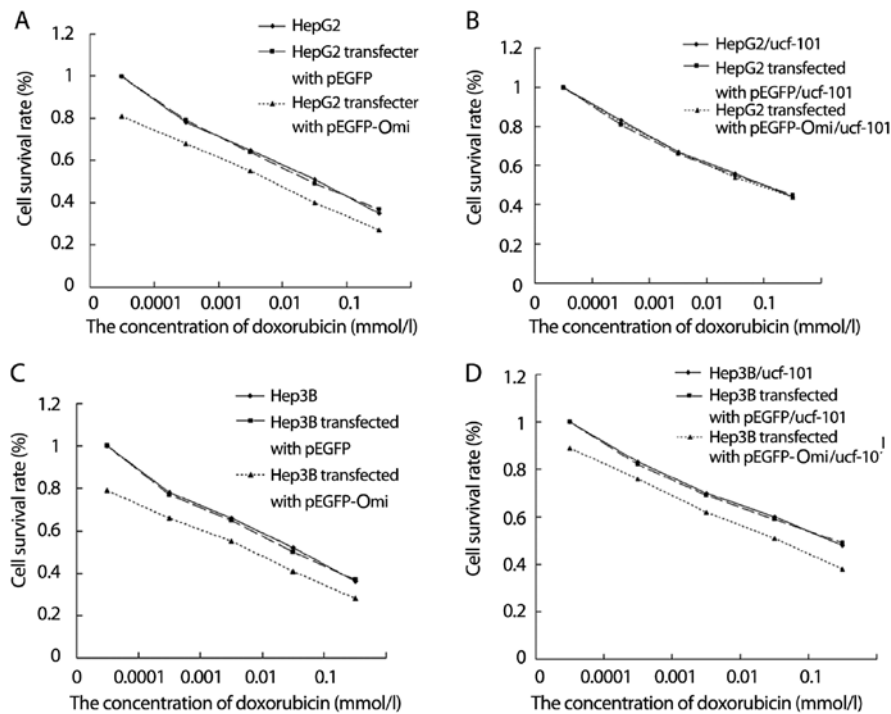 A
HepG2
HepG2 transfecter
with pEGFP
HepG2 transfecter
with pEGFP-Omi
Cell survival rate (%)
1.2
1
0.8
0.6
0.4
0.2
0
0 0.0001 0.001 0.01 0.1
The concentration of doxorubicin (mmol/l)
B
HepG2/ucf-101
HepG2 transfected
with pEGFP/ucf-101
HepG2 transfected
with pEGFP-Omi/ucf-101
Cell survival rate (%)
1.2
1
0.8
0.6
0.4
0.2
0
0 0.0001 0.001 0.01 0.1
The concentration of doxorubicin (mmol/l)
C
Hep3B
Hep3B transfected
with pEGFP
Hep3B transfected
with pEGFP-Omi
Cell survival rate (%)
1.2
1
0.8
0.6
0.4
0.2
0
0 0.0001 0.001 0.01 0.1
The concentration of doxorubicin (mmol/l)
D
Hep3B/ucf-101
Hep3B transfected
with pEGFP/ucf-101
Hep3B transfected
with pEGFP-Omi/ucf-101
Cell survival rate (%)
1.2
1
0.8
0.6
0.4
0.2
0
0 0.0001 0.001 0.01 0.1
The concentration of doxorubicin (mmol/l)